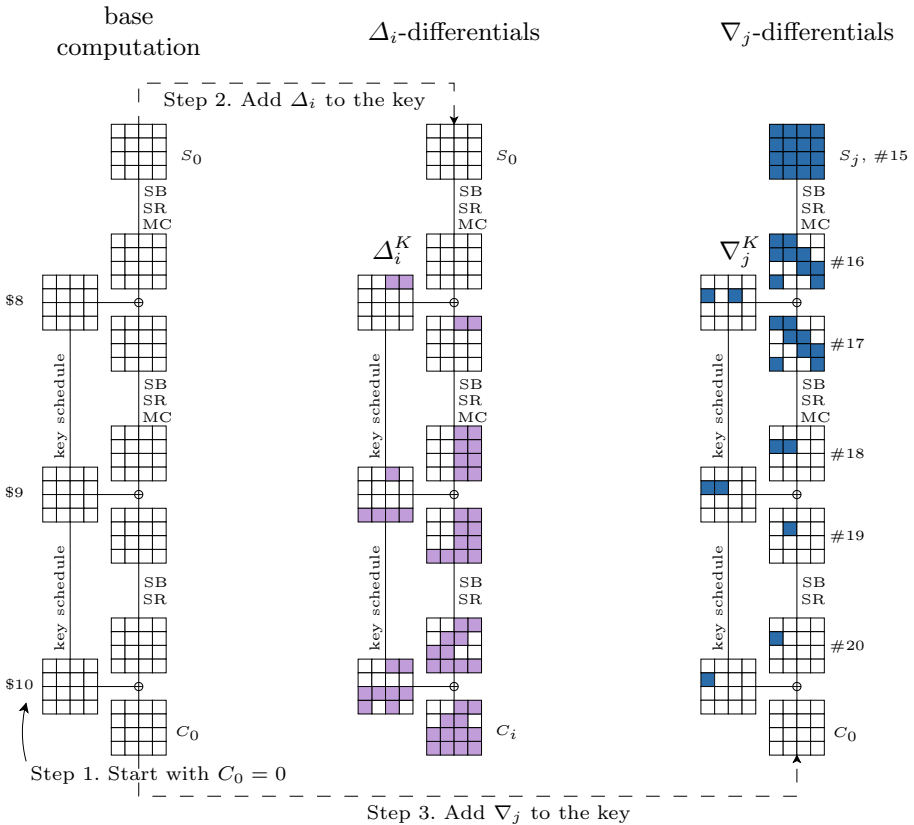 base
computation
Δᵢ-differentials
∇ⱼ-differentials
Step 2. Add Δᵢ to the key
S₀
S₀
Sⱼ, #15
SB
SR
MC
SB
SR
MC
SB
SR
MC
Δᵢᴷ
∇ⱼᴷ
#16
$8
#17
key schedule
key schedule
key schedule
SB
SR
MC
SB
SR
MC
SB
SR
MC
#18
$9
#19
key schedule
key schedule
key schedule
SB
SR
SB
SR
SB
SR
#20
$10
C₀
Cᵢ
C₀
Step 1. Start with C₀ = 0
Step 3. Add ∇ⱼ to the key